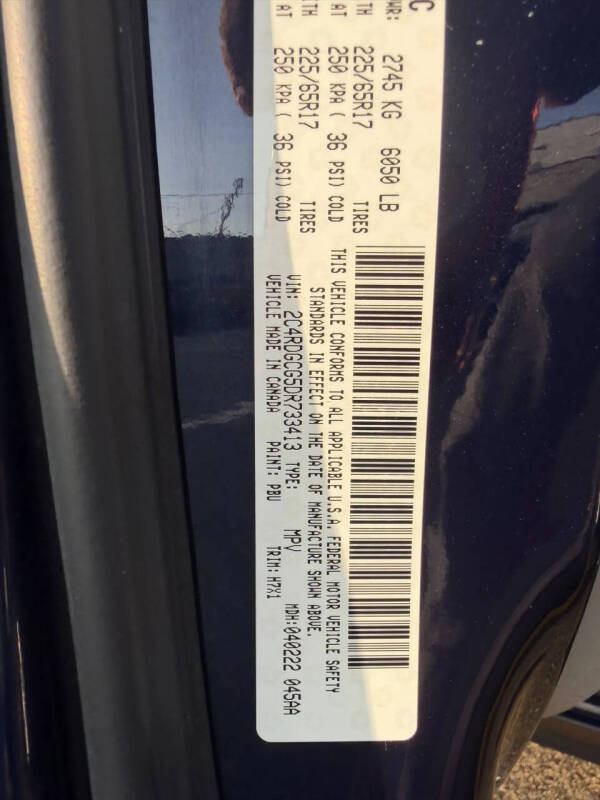 C
WR: 2745 KG 6050 LB
ITH 225/65R17 TIRES
AT 250 KPA ( 36 PSI) COLD
ITH 225/65R17 TIRES
AT 250 KPA ( 36 PSI) COLD
THIS VEHICLE CONFORMS TO ALL APPLICABLE U.S.A. FEDERAL MOTOR VEHICLE SAFETY
STANDARDS IN EFFECT ON THE DATE OF MANUFACTURE SHOWN ABOVE.
VIN: 2C4RDGCG5DR733413 TYPE: MPV MDH:040222 045AA
VEHICLE MADE IN CANADA PAINT: PBU TRIM: H7X1